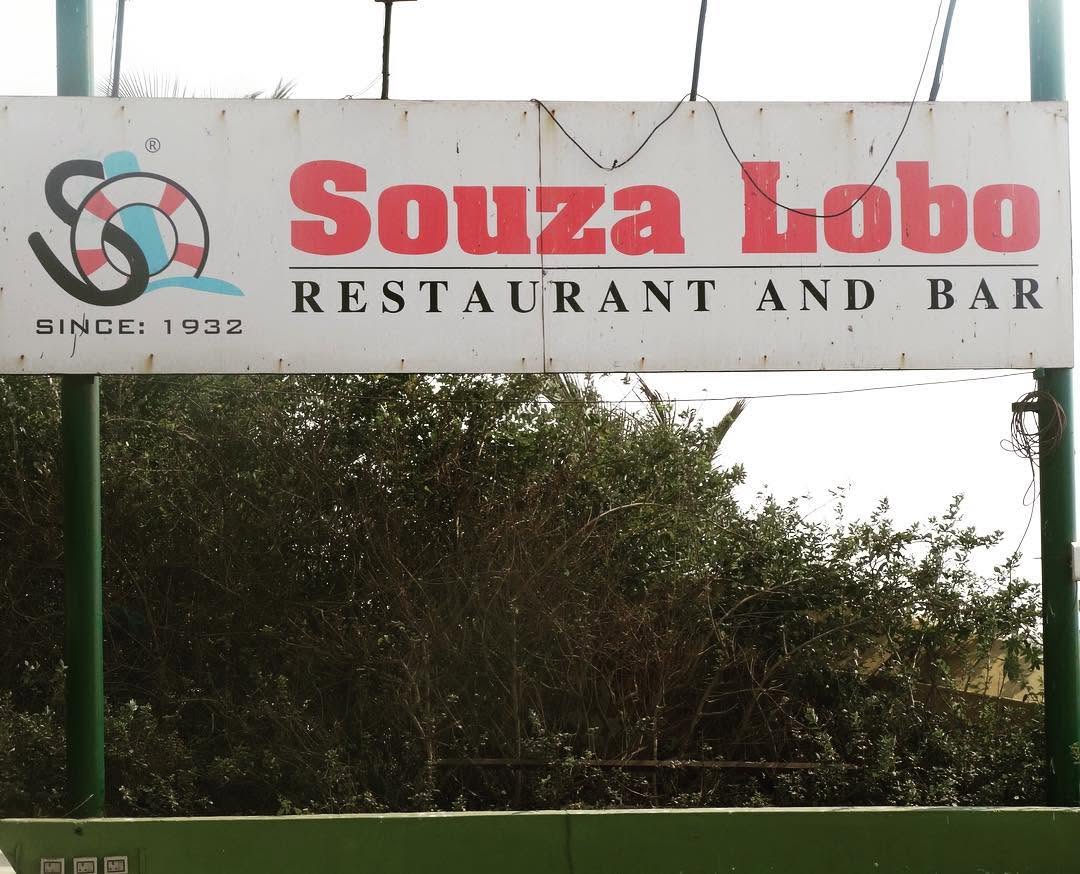 ®
Souza Lobo
RESTAURANT AND BAR
SINCE: 1932